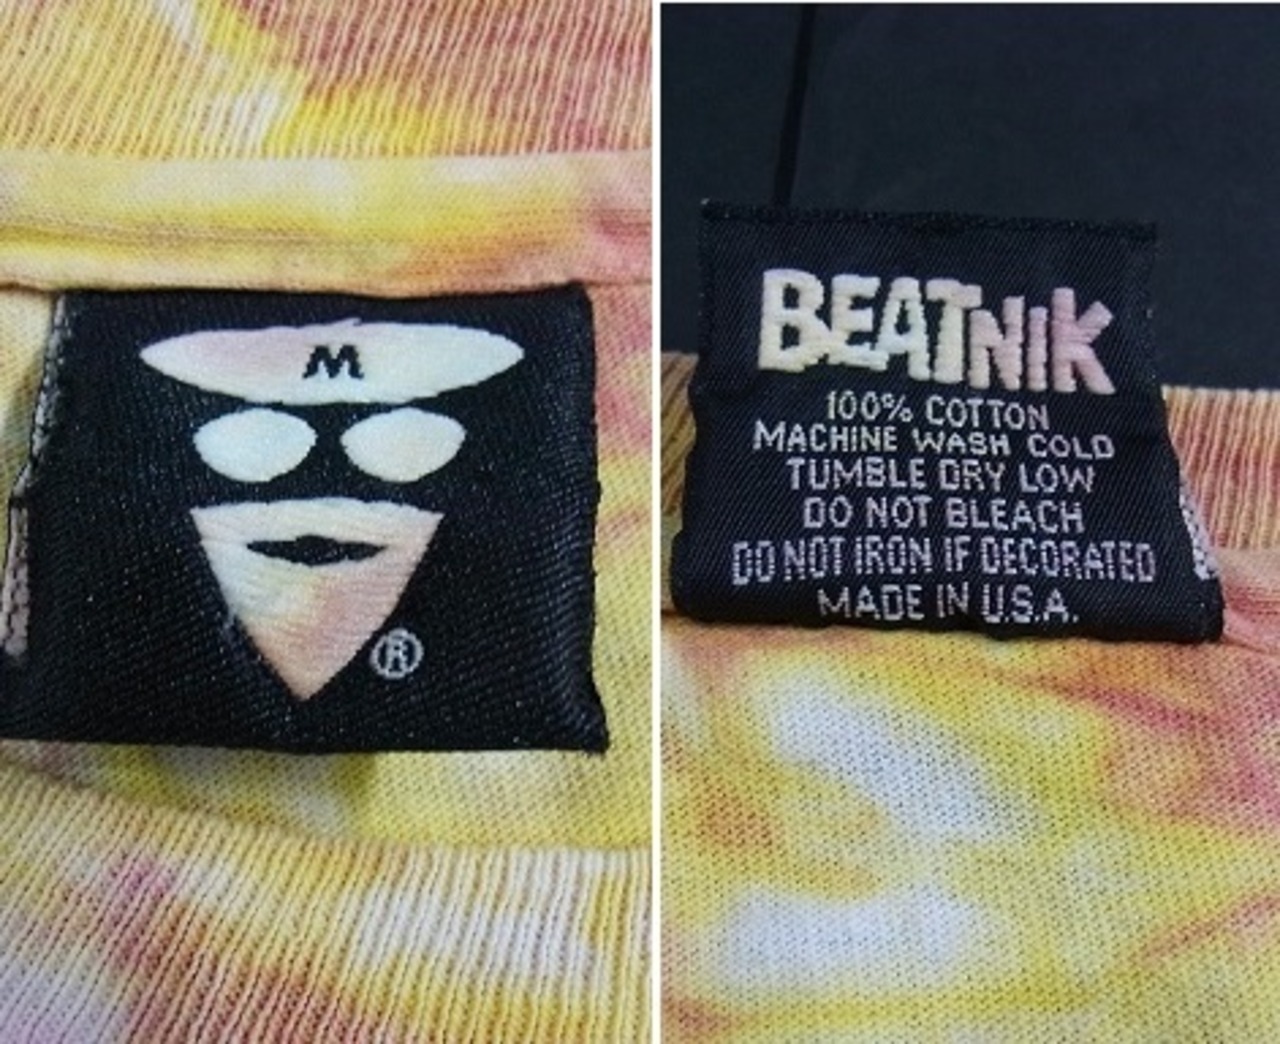 M
®
BEATNIK
100% COTTON
MACHINE WASH COLD
TUMBLE DRY LOW
DO NOT BLEACH
DO NOT IRON IF DECORATED
MADE IN U.S.A.